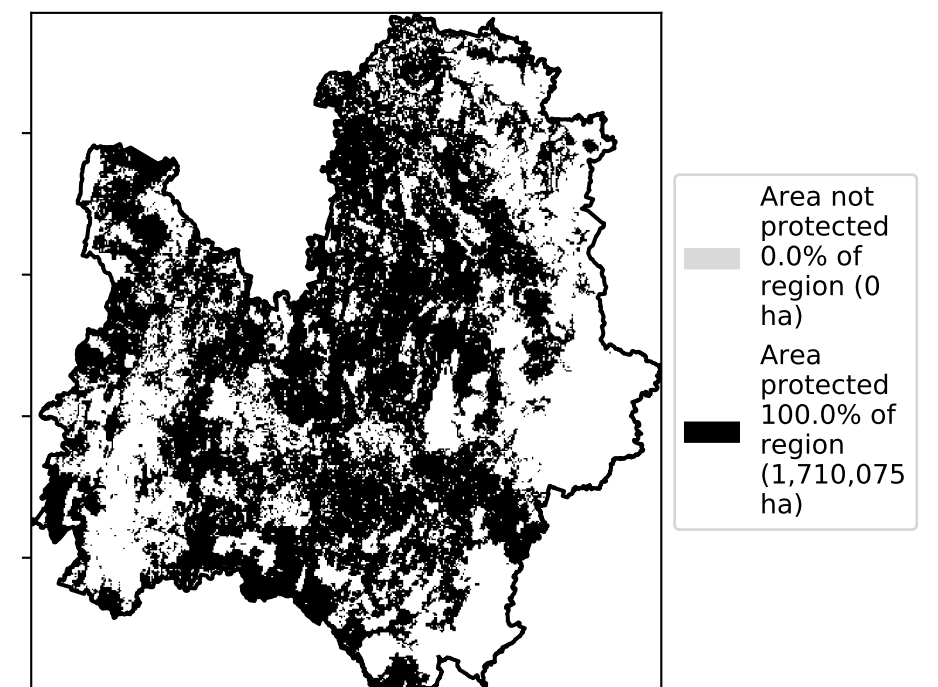 Area not
protected
0.0% of
region (0
ha)
Area
protected
100.0% of
region
(1,710,075
ha)